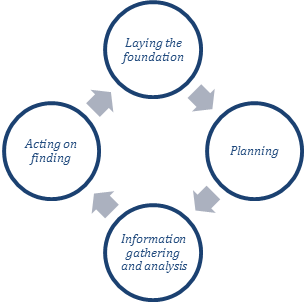 Laying the
foundation
Planning
Information
gathering
and analysis
Acting on
finding